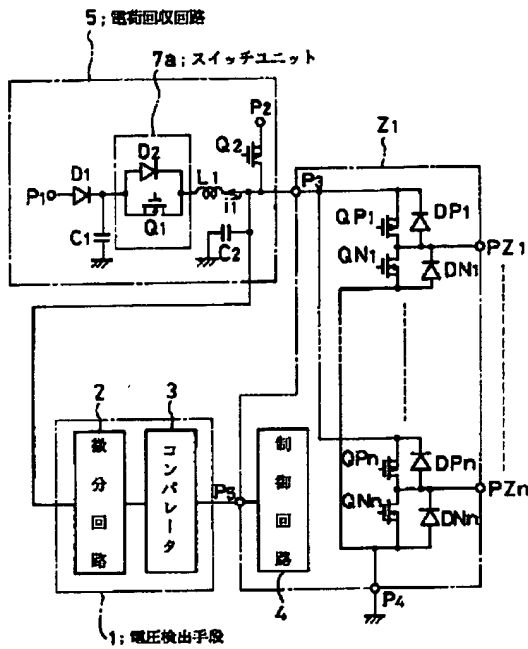 5;電荷回収回路
7a;スイッチユニット
P2
Z1
Q2
D2
D1
L1
P3
P1
i1
QP1
DP1
Q1
C1
C2
QN1
PZ1
DN1
2
3
微分回路
コンパレータ
P5
制御回路
QPn
DPn
QNn
PZn
DNn
4
P4
1;電圧検出手段